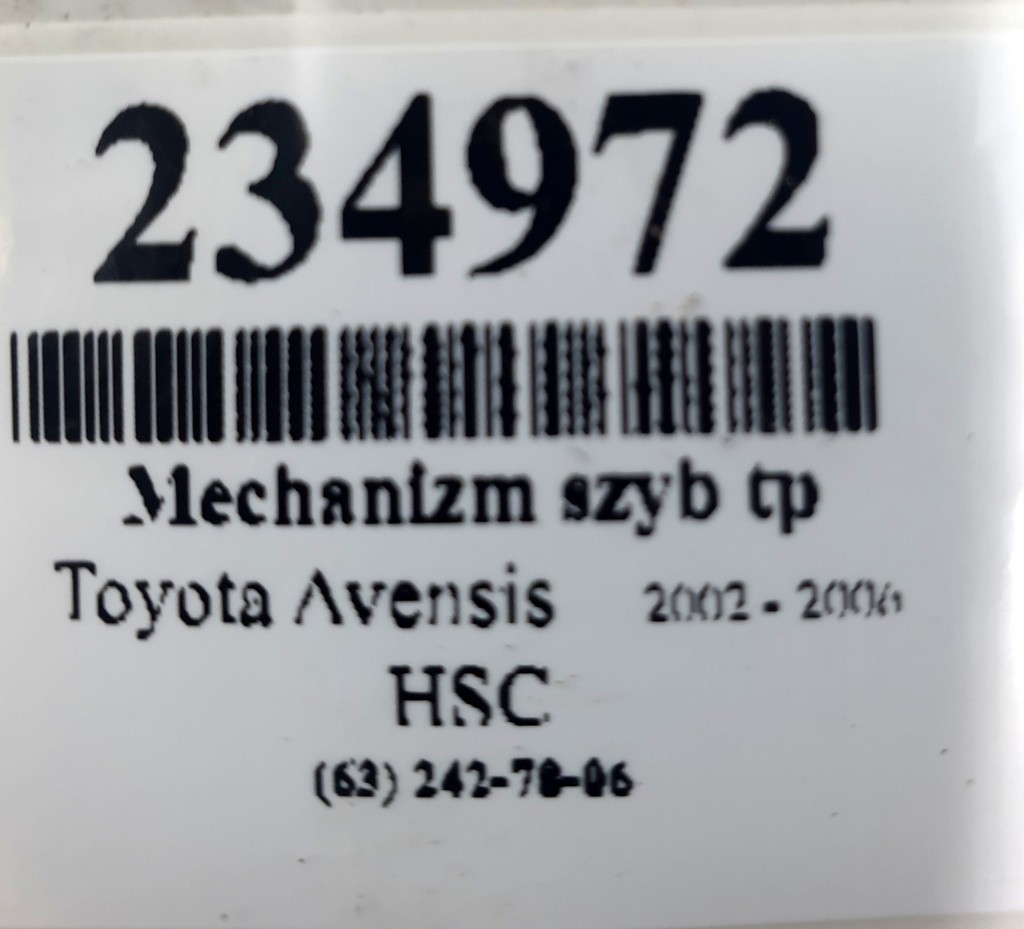 234972
Mechanizm szyb tp
Toyota Avensis 2002 - 2006
HSC
(63) 242-78-06